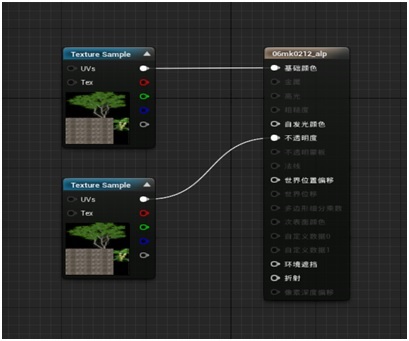 Texture Sample
UVs
Tex
Texture Sample
UVs
Tex
06mk0212_alp
基础颜色
金属
高光
粗糙度
自发光颜色
不透明度
不透明蒙板
法线
世界位置偏移
世界位移
多边形细分乘数
次表面颜色
自定义数据0
自定义数据1
环境遮挡
折射
像素深度偏移